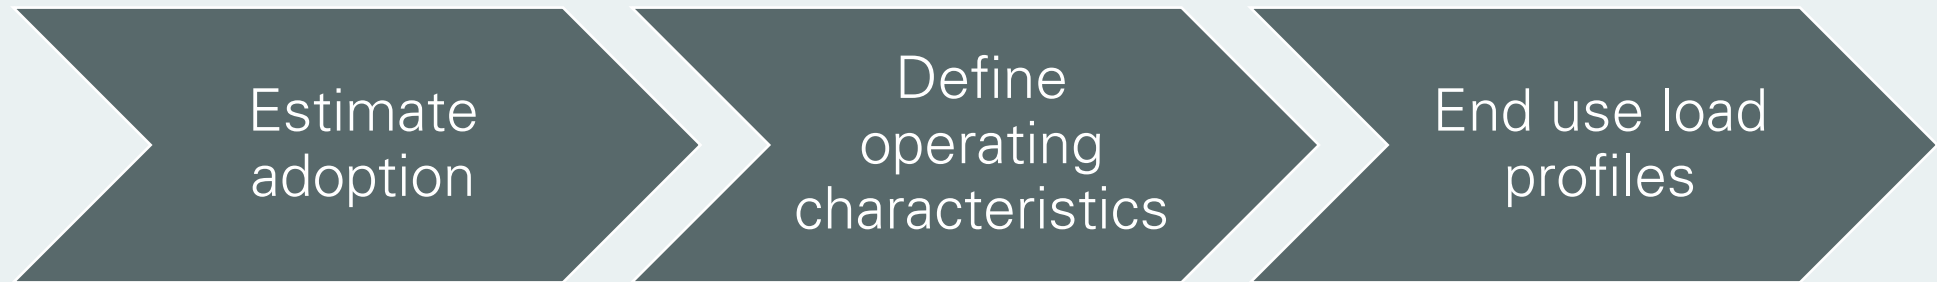 Estimate
adoption
Define
operating
characteristics
End use load
profiles